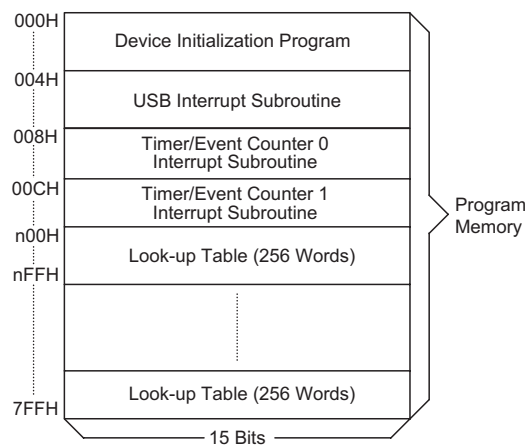 000H
Device Initialization Program
004H
USB Interrupt Subroutine
008H
Timer/Event Counter 0
Interrupt Subroutine
00CH
Timer/Event Counter 1
Interrupt Subroutine
n00H
Look-up Table (256 Words)
nFFH
Look-up Table (256 Words)
7FFH
15 Bits
Program
Memory